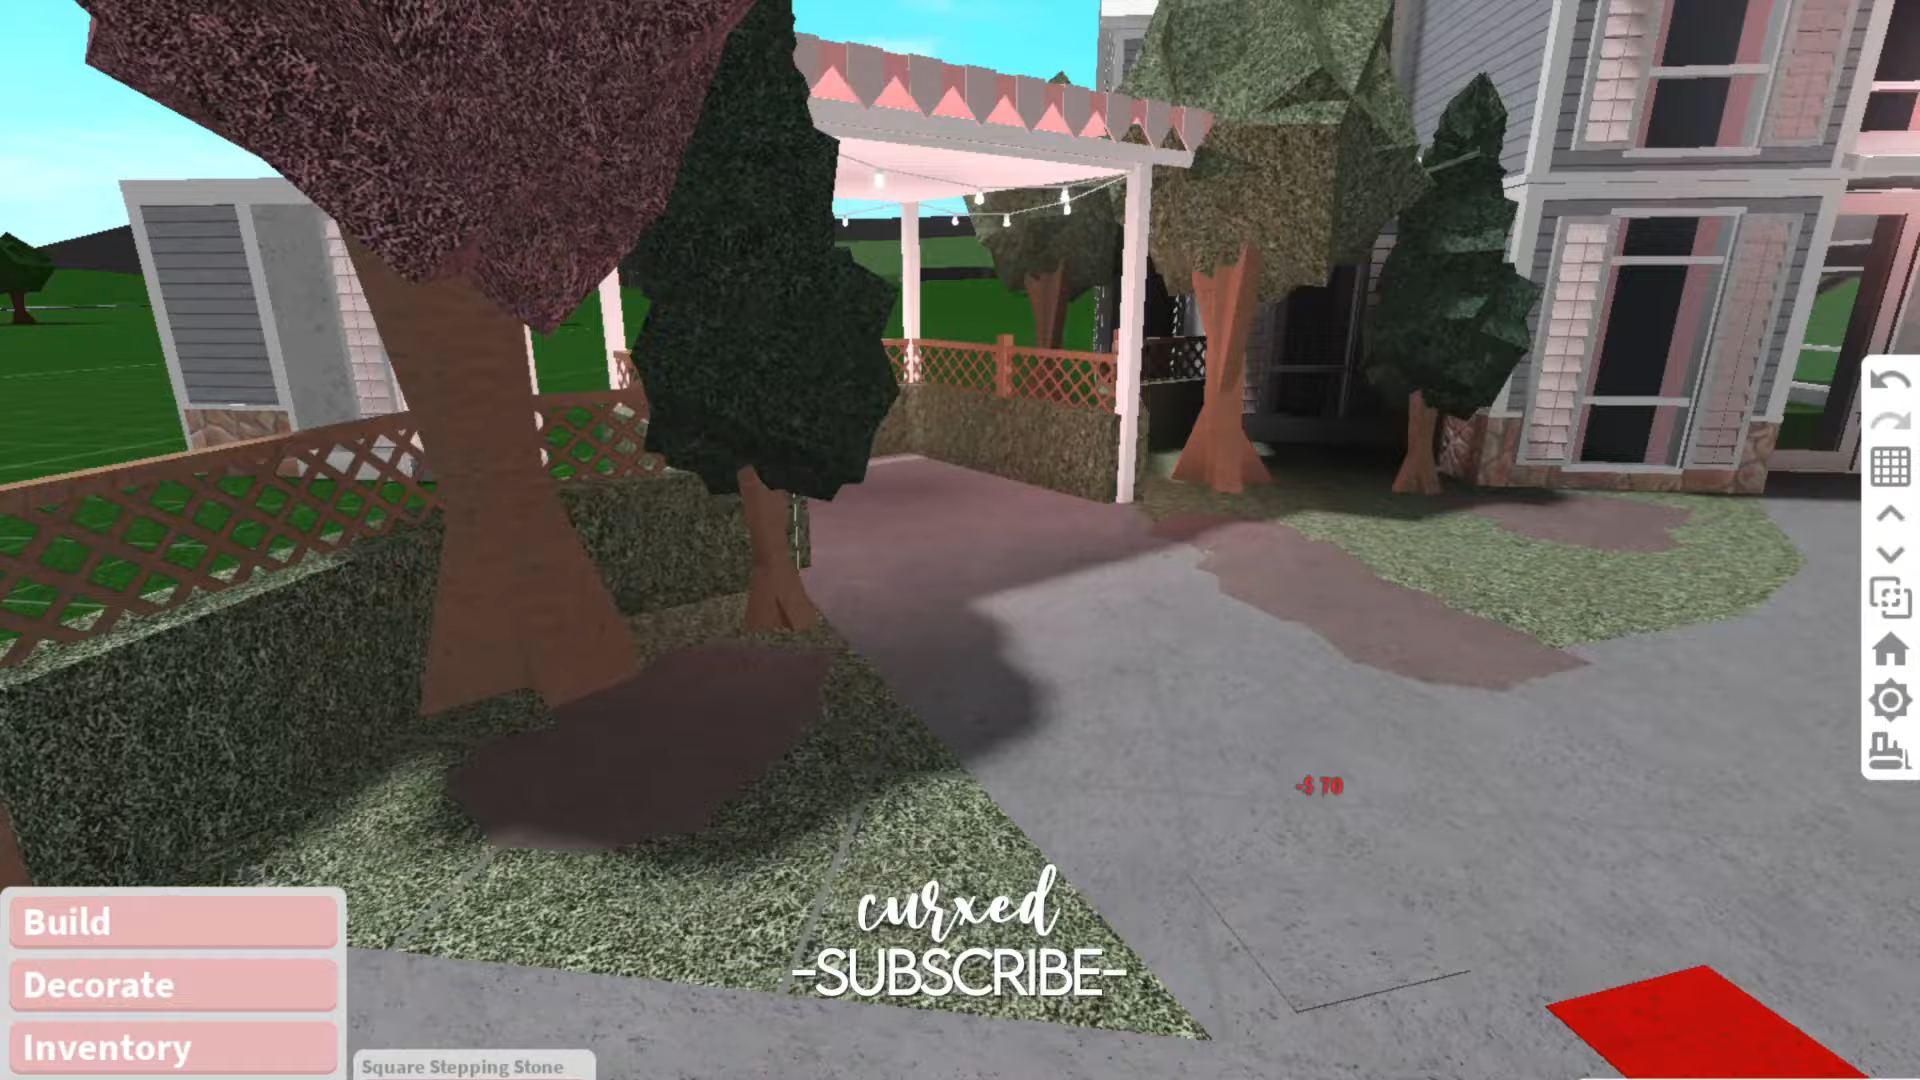 -$ 70
curxed
-SUBSCRIBE-
Build
Decorate
Inventory
Square Stepping Stone